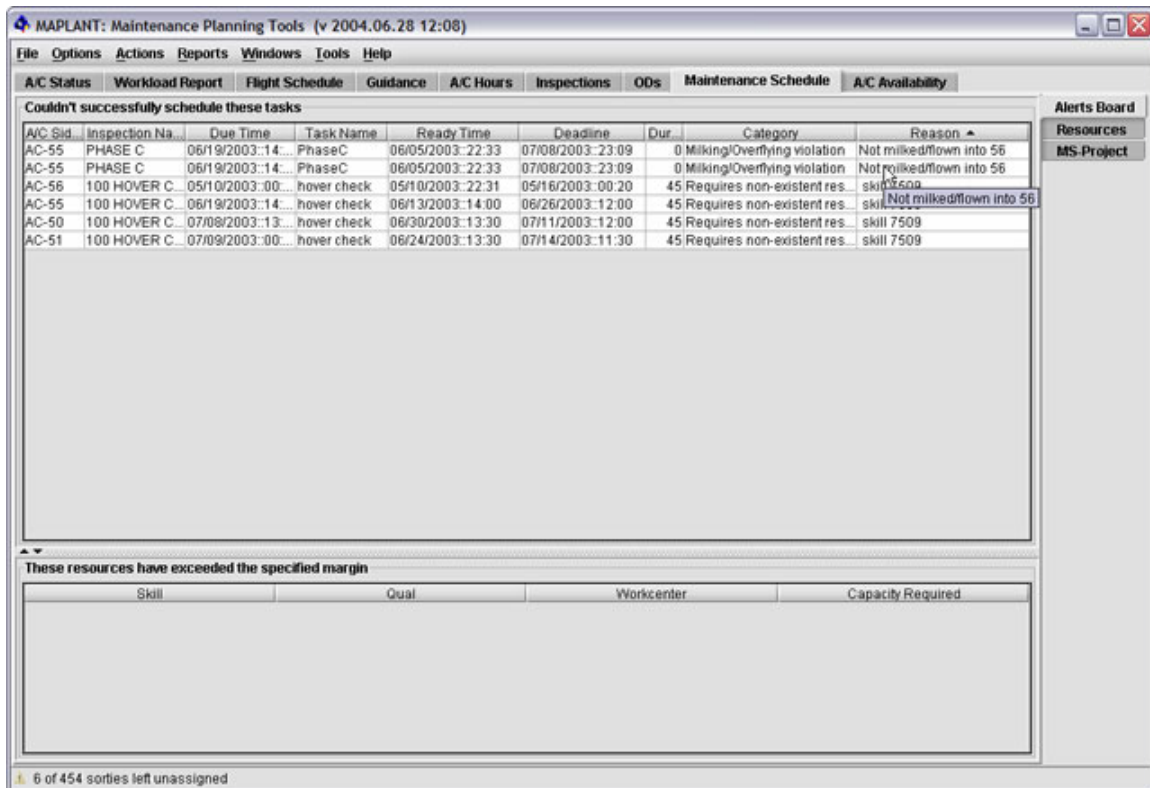 MAPLANT: Maintenance Planning Tools (v 2004.06.28 12:08)
File Options Actions Reports Windows Tools Help
A/C Status Workload Report Flight Schedule Guidance A/C Hours Inspections ODs Maintenance Schedule A/C Availability
Couldn't successfully schedule these tasks
Alerts Board
Resources
MS-Project
A/C Sid... Inspection Na... Due Time Task Name Ready Time Deadline Dur... Category Reason
AC-55 PHASE C 06/19/2003::14:... PhaseC 06/05/2003::22:33 07/08/2003::23:09 0 Milking/Overflying violation Not milked/flown into 56
AC-55 PHASE C 06/19/2003::14:... PhaseC 06/05/2003::22:33 07/08/2003::23:09 0 Milking/Overflying violation Not milked/flown into 56
AC-56 100 HOVER C... 05/10/2003::00:... hover check 05/10/2003::22:31 05/16/2003::00:20 45 Requires non-existent res... skill 7509
Not milked/flown into 56
AC-55 100 HOVER C... 06/19/2003::14:... hover check 06/13/2003::14:00 06/26/2003::12:00 45 Requires non-existent res...
AC-50 100 HOVER C... 07/08/2003::13:... hover check 06/30/2003::13:30 07/11/2003::12:00 45 Requires non-existent res... skill 7509
AC-51 100 HOVER C... 07/09/2003::00:... hover check 06/24/2003::13:30 07/14/2003::11:30 45 Requires non-existent res... skill 7509
These resources have exceeded the specified margin
Skill Qual Workcenter Capacity Required
6 of 454 sorties left unassigned